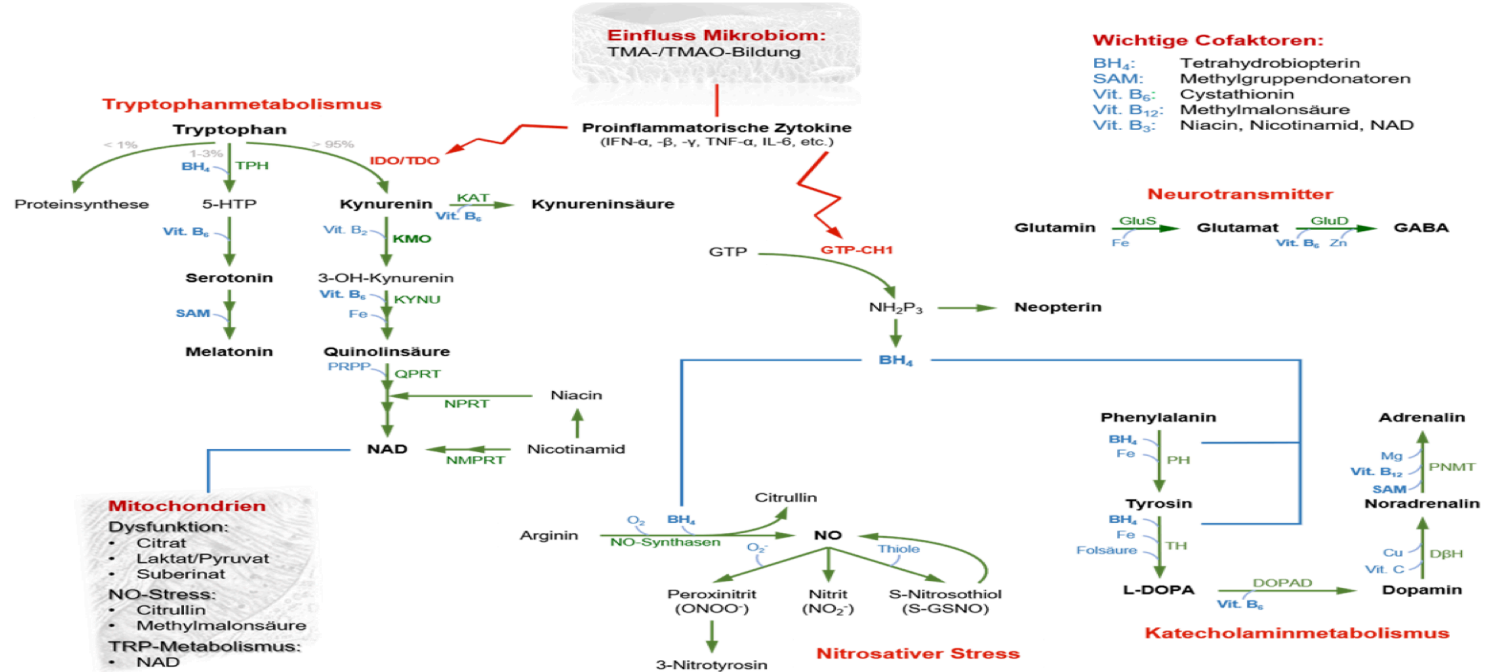 Einfluss Mikrobiom:
TMA-/TMAO-Bildung
Wichtige Cofaktoren:
BH₄: Tetrahydrobiopterin
SAM: Methylgruppendonatoren
Vit. B₆: Cystathionin
Vit. B₁₂: Methylmalonsäure
Vit. B₃: Niacin, Nicotinamid, NAD
Tryptophanmetabolismus
Tryptophan
< 1%
1-3%
> 95%
BH₄
TPH
IDO/TDO
Proinflammatorische Zytokine
(IFN-α, -β, -γ, TNF-α, IL-6, etc.)
Proteinsynthese
5-HTP
Kynurenin
KAT
Vit. B₆
Kynureninsäure
Vit. B₆
Vit. B₂
KMO
Serotonin
3-OH-Kynurenin
SAM
Vit. B₆
KYNU
Fe
Melatonin
Quinolinsäure
PRPP
QPRT
NPRT
Niacin
NAD
NMPRT
Nicotinamid
Neurotransmitter
Glutamin
GluS
Fe
Glutamat
GluD
Vit. B₆
Zn
GABA
GTP
GTP-CH1
NH₂P₃
Neopterin
BH₄
Phenylalanin
BH₄
Fe
PH
Tyrosin
BH₄
Fe
Folsäure
TH
L-DOPA
DOPAD
Vit. B₆
Dopamin
Cu
Vit. C
DβH
Noradrenalin
Mg
Vit. B₁₂
SAM
PNMT
Adrenalin
Katecholaminmetabolismus
Mitochondrien
Dysfunktion:
• Citrat
• Laktat/Pyruvat
• Suberinat
NO-Stress:
• Citrullin
• Methylmalonsäure
TRP-Metabolismus:
• NAD
Arginin
O₂
BH₄
NO-Synthasen
Citrullin
NO
O₂⁻
Thiole
Peroxinitrit
(ONOO⁻)
Nitrit
(NO₂⁻)
S-Nitrosothiol
(S-GSNO)
3-Nitrotyrosin
Nitrosativer Stress